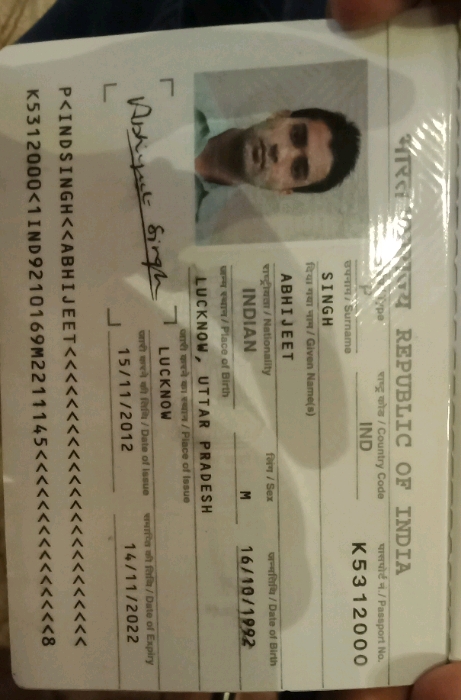 भारत गणराज्य REPUBLIC OF INDIA
Type राष्ट्र कोड / Country Code पासपोर्ट नं. / Passport No.
P IND K5312000
उपनाम / Surname
SINGH
दिया गया नाम / Given Name(s)
ABHIJEET
राष्ट्रीयता / Nationality लिंग / Sex जन्मतिथि / Date of Birth
INDIAN M 16/10/1992
जन्म स्थान / Place of Birth
LUCKNOW, UTTAR PRADESH
जारी करने का स्थान / Place of Issue
LUCKNOW
जारी करने की तिथि / Date of Issue समाप्ति की तिथि / Date of Expiry
15/11/2012 14/11/2022
Abhijeet Singh
P<INDSINGH<<ABHIJEET<<<<<<<<<<<<<<<<<<<<<<<<
K5312000<1IND9210169M2211145<<<<<<<<<<<<<<<8